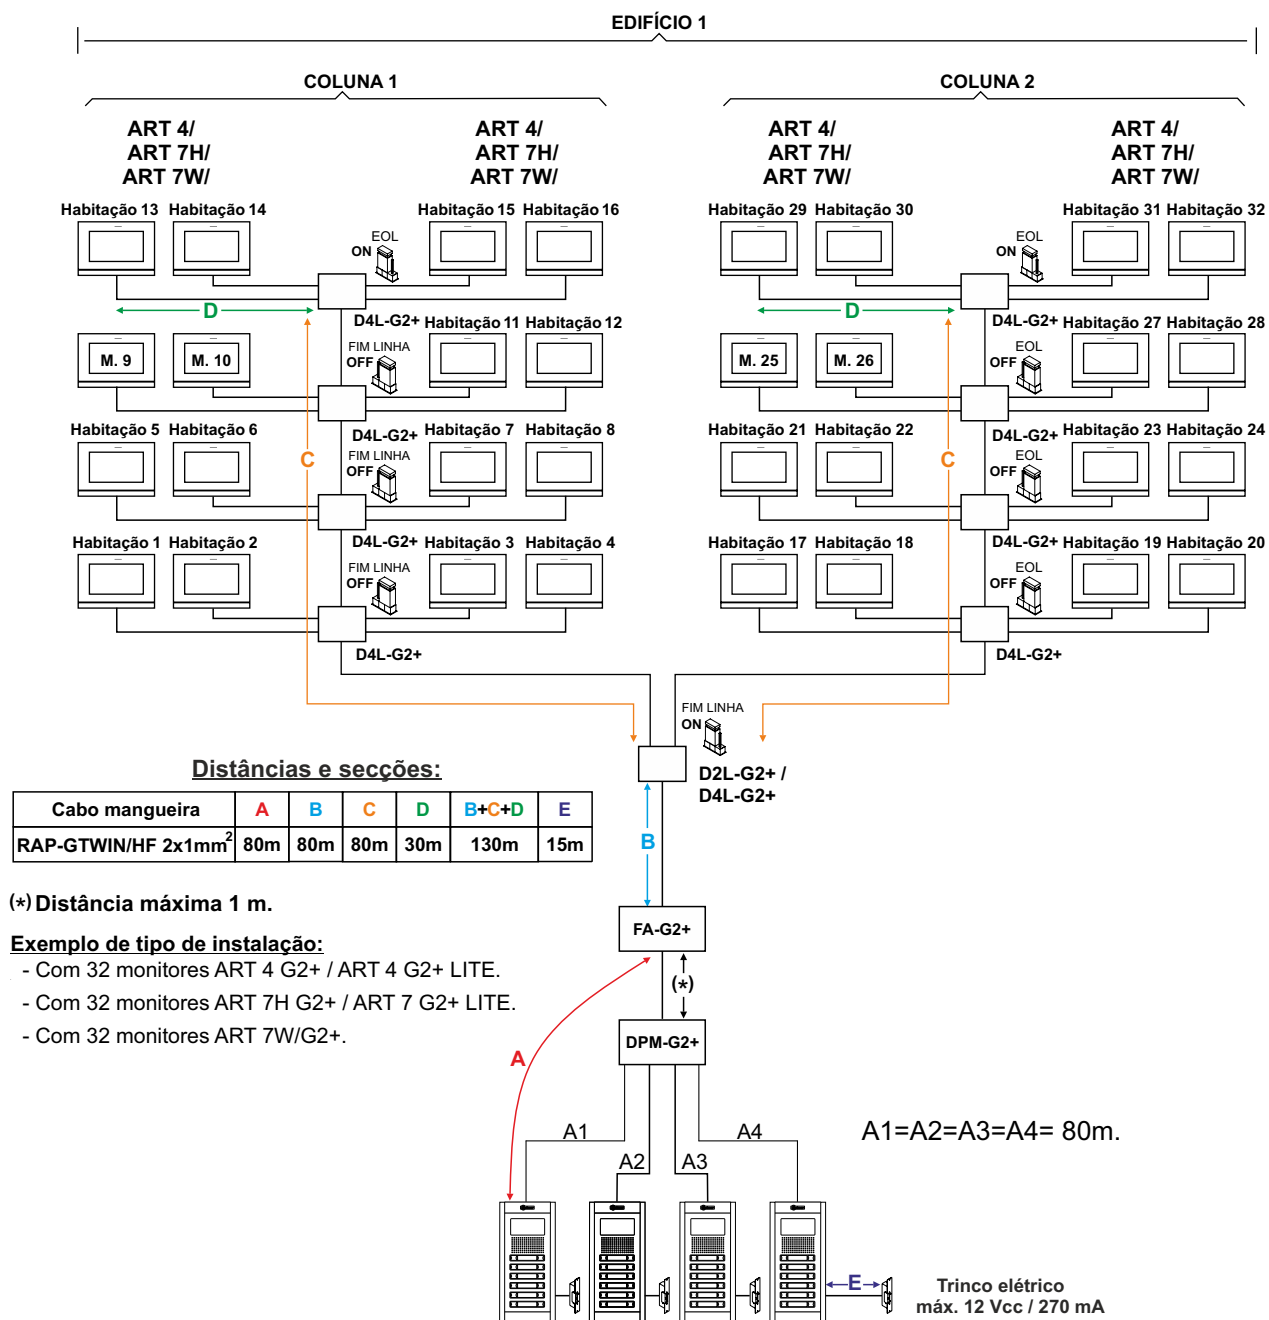 EDIFÍCIO 1
COLUNA 1
COLUNA 2
ART 4/
ART 7H/
ART 7W/
ART 4/
ART 7H/
ART 7W/
ART 4/
ART 7H/
ART 7W/
ART 4/
ART 7H/
ART 7W/
Habitação 13 Habitação 14
Habitação 15 Habitação 16
Habitação 29 Habitação 30
Habitação 31 Habitação 32
EOL
ON
EOL
ON
D
D
D4L-G2+ Habitação 11 Habitação 12
D4L-G2+ Habitação 27 Habitação 28
M. 9
M. 10
FIM LINHA
OFF
M. 25
M. 26
EOL
OFF
Habitação 5 Habitação 6
D4L-G2+ Habitação 7 Habitação 8
Habitação 21 Habitação 22
D4L-G2+ Habitação 23 Habitação 24
C
FIM LINHA
OFF
C
EOL
OFF
Habitação 1 Habitação 2
D4L-G2+ Habitação 3 Habitação 4
Habitação 17 Habitação 18
D4L-G2+ Habitação 19 Habitação 20
FIM LINHA
OFF
EOL
OFF
D4L-G2+
D4L-G2+
FIM LINHA
ON
D2L-G2+ /
D4L-G2+
Distâncias e secções:
Cabo mangueira A B C D B+C+D E
RAP-GTWIN/HF 2x1mm² 80m 80m 80m 30m 130m 15m
B
(*) Distância máxima 1 m.
FA-G2+
Exemplo de tipo de instalação:
- Com 32 monitores ART 4 G2+ / ART 4 G2+ LITE.
- Com 32 monitores ART 7H G2+ / ART 7 G2+ LITE.
- Com 32 monitores ART 7W/G2+.
(*)
DPM-G2+
A
A1
A2
A3
A4
A1=A2=A3=A4= 80m.
E
Trinco elétrico
máx. 12 Vcc / 270 mA